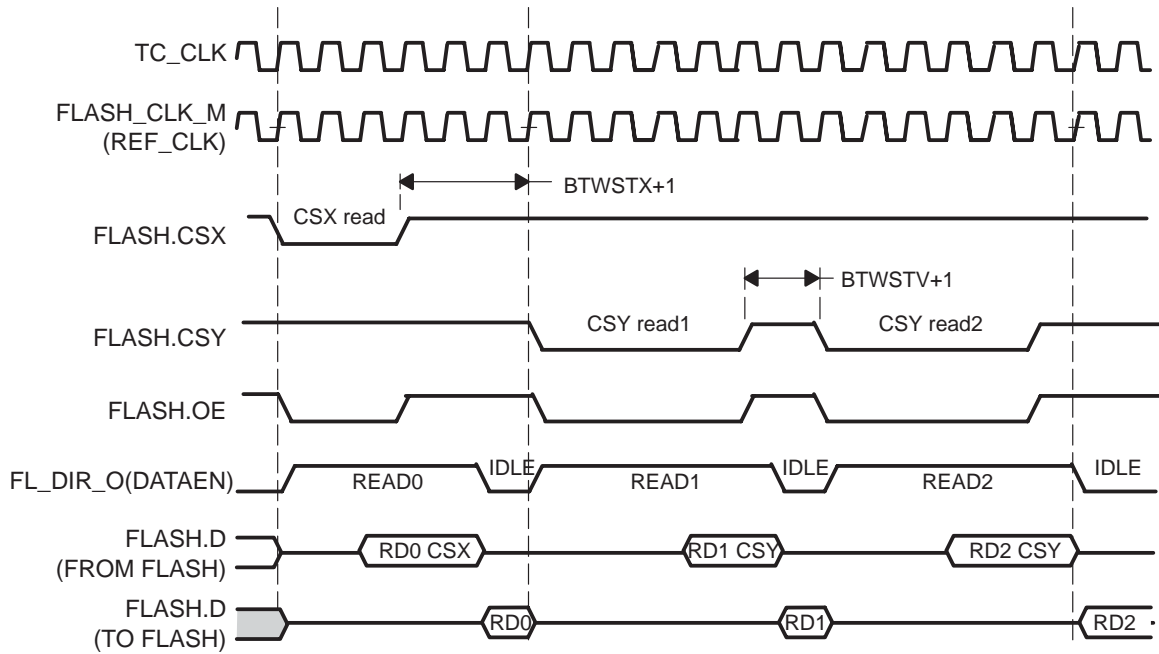 TC_CLK
FLASH_CLK_M
(REF_CLK)
BTWSTX+1
CSX read
FLASH.CSX
BTWSTV+1
CSY read1
CSY read2
FLASH.CSY
FLASH.OE
IDLE
IDLE
IDLE
FL_DIR_O(DATAEN)
READ0
READ1
READ2
FLASH.D
(FROM FLASH)
RD0 CSX
RD1 CSY
RD2 CSY
FLASH.D
(TO FLASH)
RD0
RD1
RD2